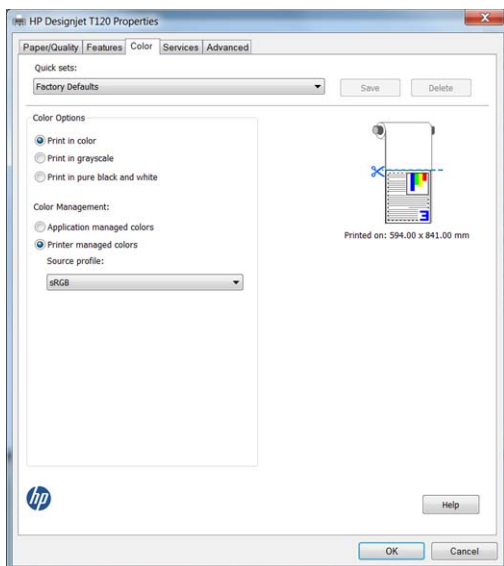 HP Designjet T120 Properties
Paper/Quality Features Color Services Advanced
Quick sets:
Factory Defaults
Save Delete
Color Options
Print in color
Print in grayscale
Print in pure black and white
Color Management:
Application managed colors
Printer managed colors
Source profile:
sRGB
3
Printed on: 594.00 x 841.00 mm
hp
Help
OK Cancel